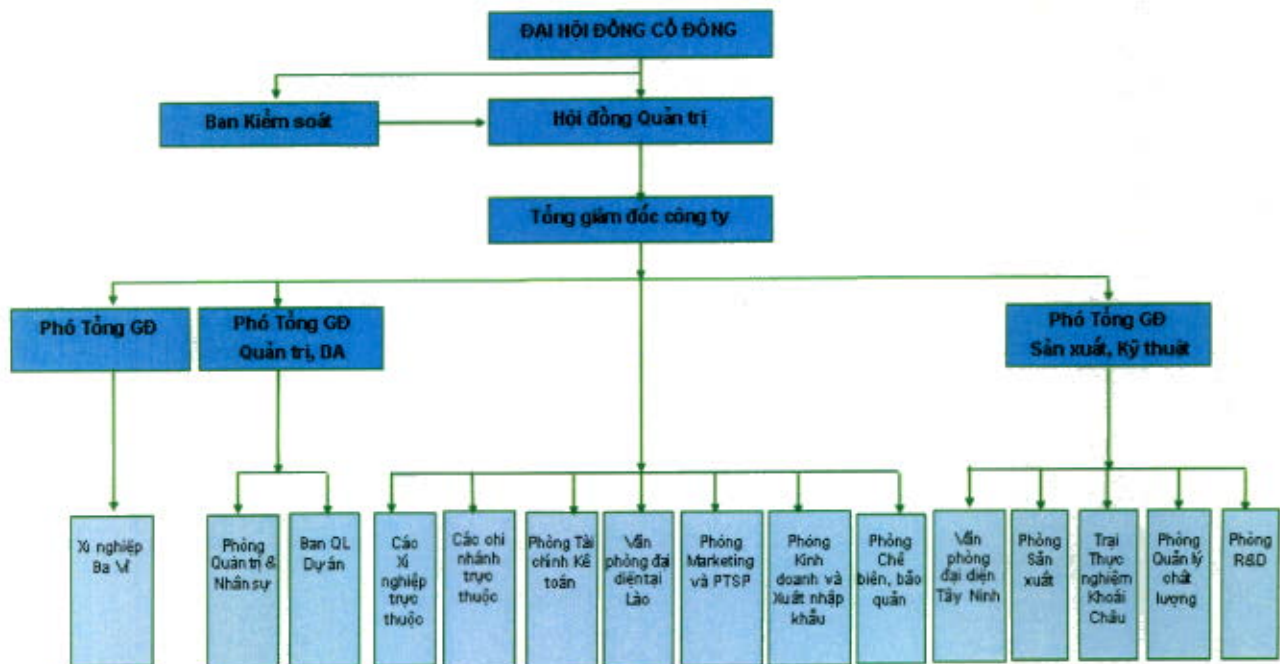 ĐẠI HỘI ĐỒNG CỔ ĐÔNG
Ban Kiểm soát
Hội đồng Quản trị
Tổng giám đốc công ty
Phó Tổng GĐ
Phó Tổng GĐ
Quản trị, DA
Phó Tổng GĐ
Sản xuất, Kỹ thuật
Xí nghiệp
Ba Vì
Phòng
Quản trị &
Nhân sự
Ban QL
Dự án
Các
Xí
nghiệp
trực
thuộc
Các chi
nhánh
trực
thuộc
Phòng Tài
chính Kế
toán
Văn
phòng đại
diện tại
Lào
Phòng
Marketing
và PTSP
Phòng
Kinh
doanh và
Xuất nhập
khẩu
Phòng
Chế
biến, bảo
quản
Văn
phòng
đại diện
Tây Ninh
Phòng
Sản
xuất
Trại
Thực
nghiệm
Khoái
Châu
Phòng
Quản lý
chất
lượng
Phòng
R&D